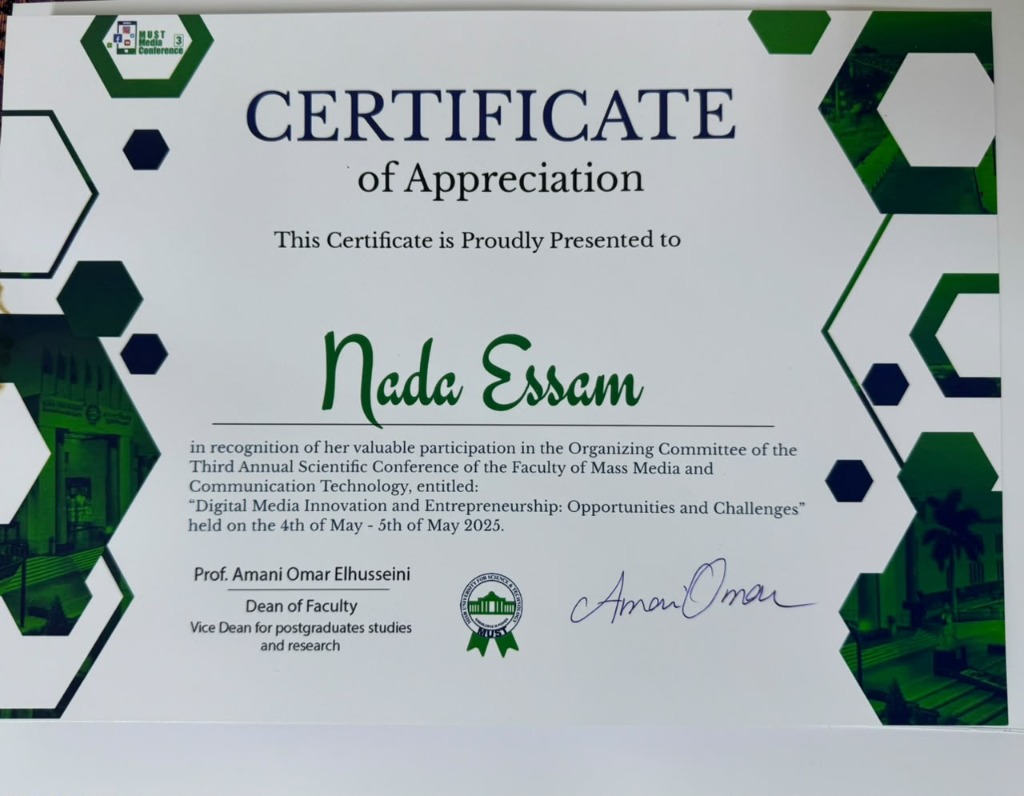 MUST
Media
Conference
3
CERTIFICATE
of Appreciation
This Certificate is Proudly Presented to
Nada Essam
in recognition of her valuable participation in the Organizing Committee of the
Third Annual Scientific Conference of the Faculty of Mass Media and
Communication Technology, entitled:
“Digital Media Innovation and Entrepreneurship: Opportunities and Challenges”
held on the 4th of May - 5th of May 2025.
Prof. Amani Omar Elhusseini
Dean of Faculty
Vice Dean for postgraduates studies
and research
UNIVERSITY FOR SCIENCE & TECHNOLOGY
MUST
Amani Omar